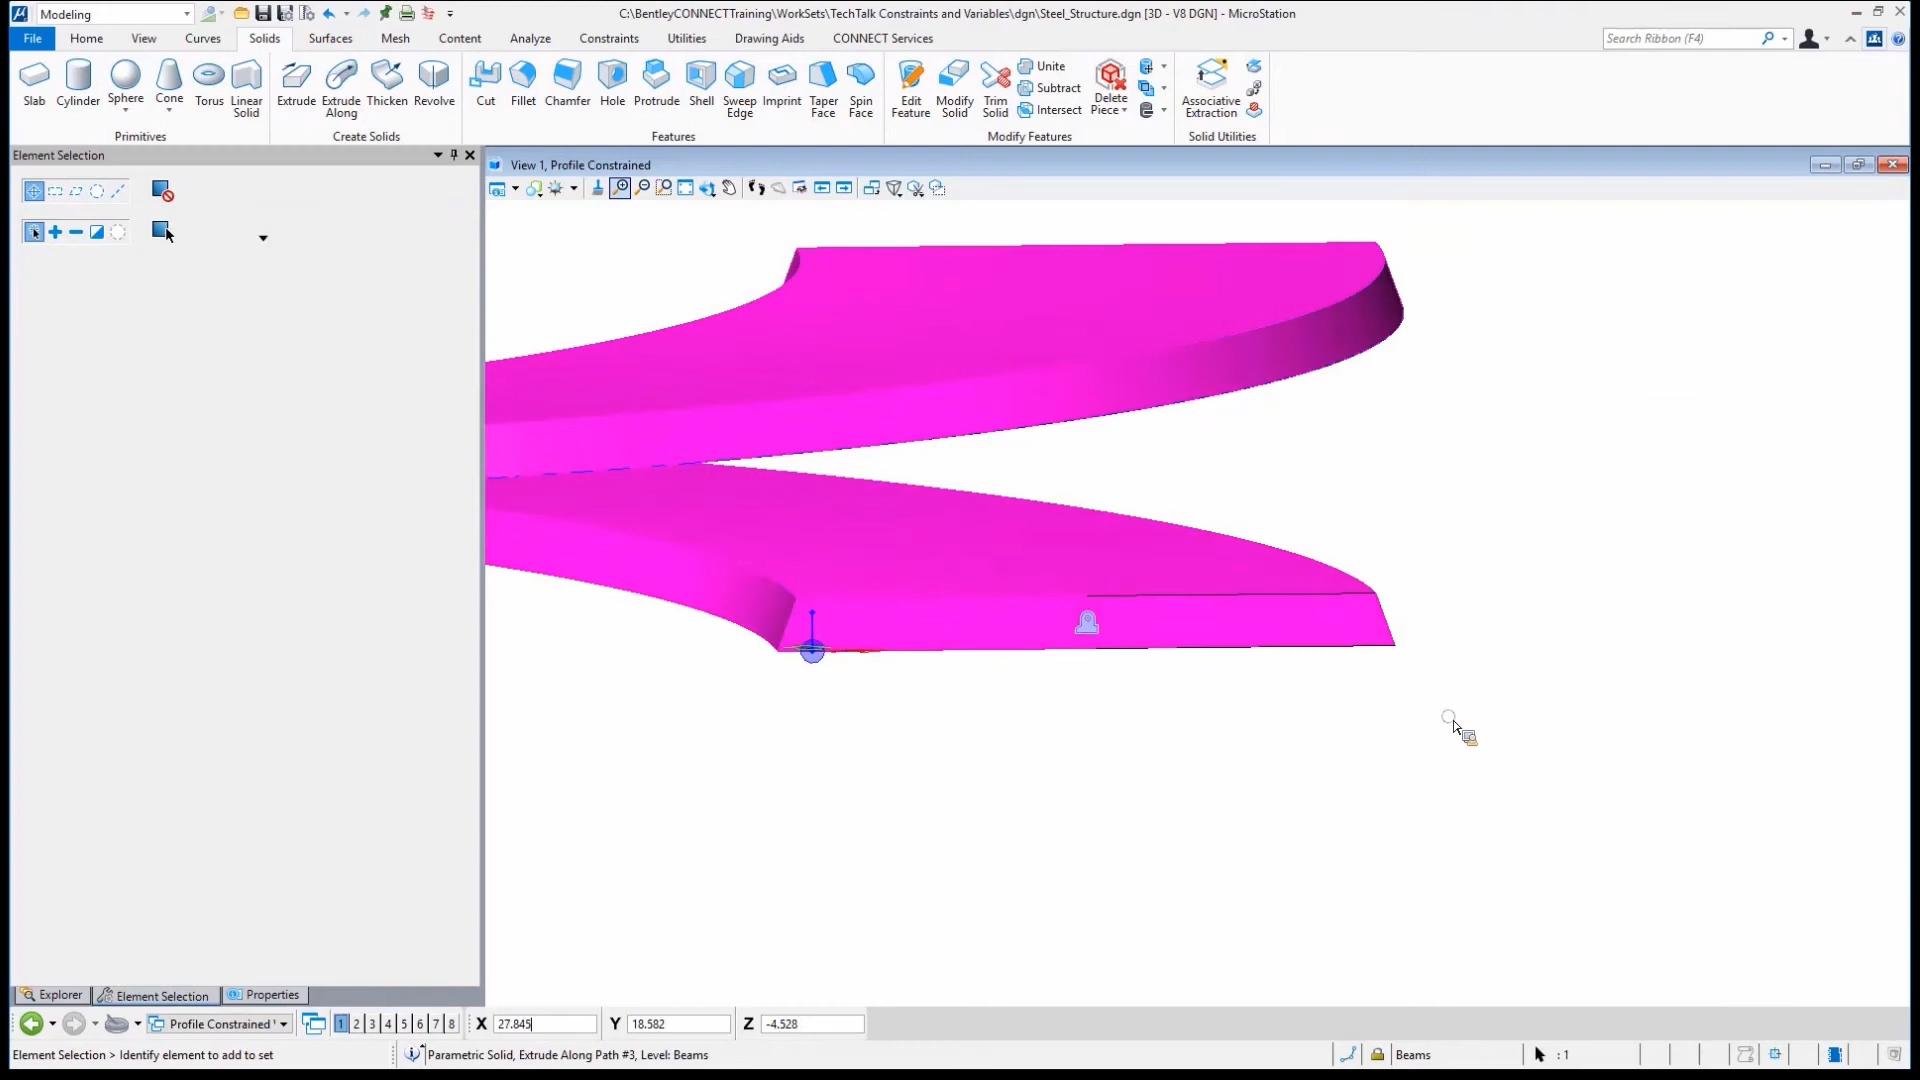 Modeling
C:\BentleyCONNECTTraining\WorkSets\TechTalk Constraints and Variables\dgn\Steel_Structure.dgn [3D - V8 DGN] - MicroStation
File Home View Curves Solids Surfaces Mesh Content Analyze Constraints Utilities Drawing Aids CONNECT Services Search Ribbon (F4)
Slab Cylinder Sphere Cone Torus Linear Solid Extrude Extrude Along Thicken Revolve Cut Fillet Chamfer Hole Protrude Shell Sweep Edge Imprint Taper Face Spin Face Edit Feature Modify Solid Trim Solid Unite Subtract Intersect Delete Piece Associative Extraction
Primitives Create Solids Features Modify Features Solid Utilities
Element Selection
View 1, Profile Constrained
Explorer Element Selection Properties
Profile Constrained 1 2 3 4 5 6 7 8 X 27.845 Y 18.582 Z -4.528
Element Selection > Identify element to add to set Parametric Solid, Extrude Along Path #3, Level: Beams Beams : 1